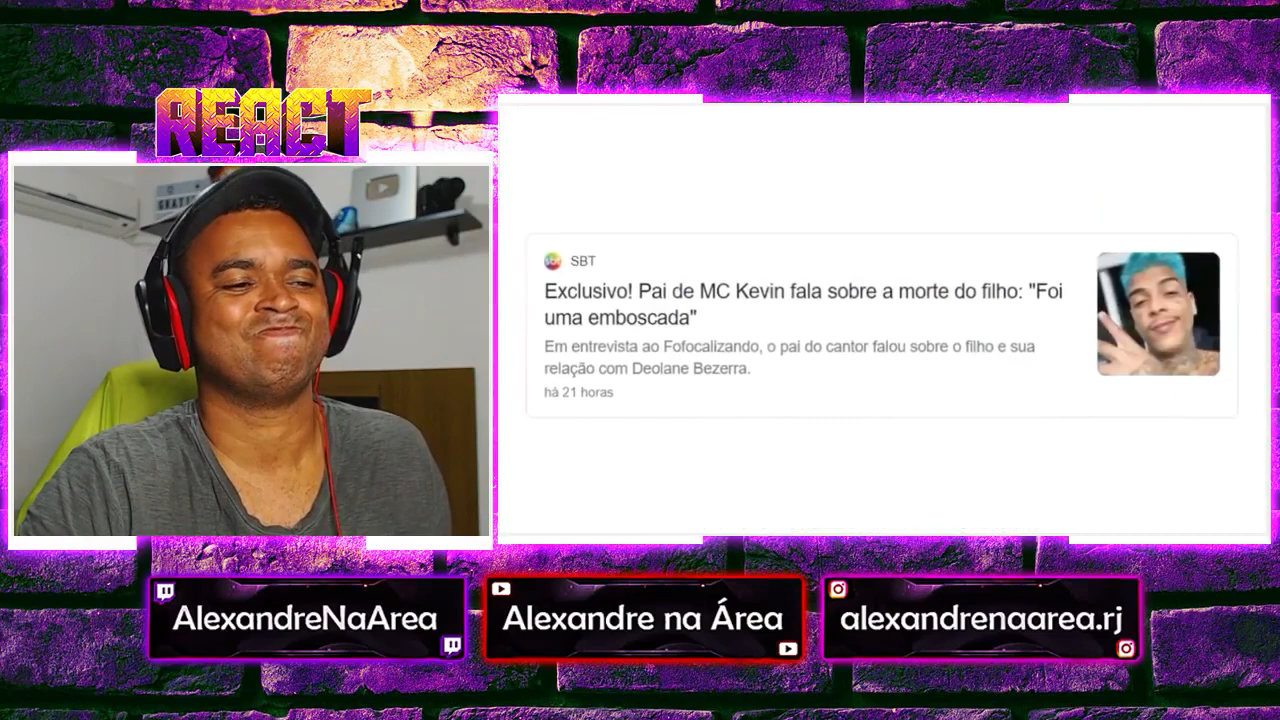 REACT
SBT
Exclusivo! Pai de MC Kevin fala sobre a morte do filho: "Foi
uma emboscada"
Em entrevista ao Fofocalizando, o pai do cantor falou sobre o filho e sua
relação com Deolane Bezerra.
há 21 horas
AlexandreNaArea
Alexandre na Área
alexandrenaarea.rj